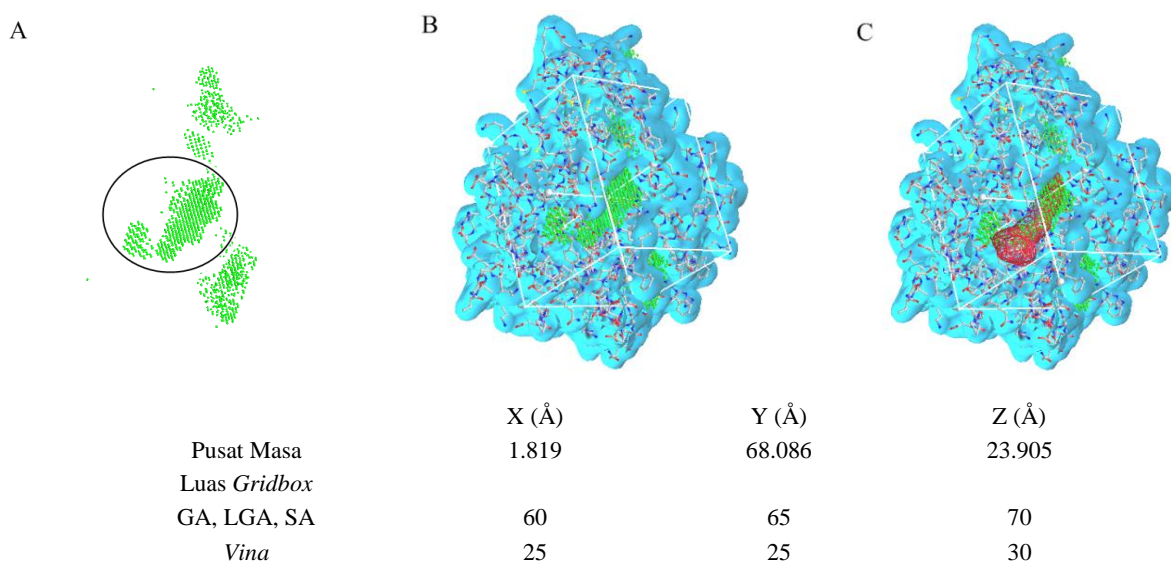 A
B
C
X (Å) Y (Å) Z (Å)
Pusat Masa 1.819 68.086 23.905
Luas Gridbox
GA, LGA, SA 60 65 70
Vina 25 25 30